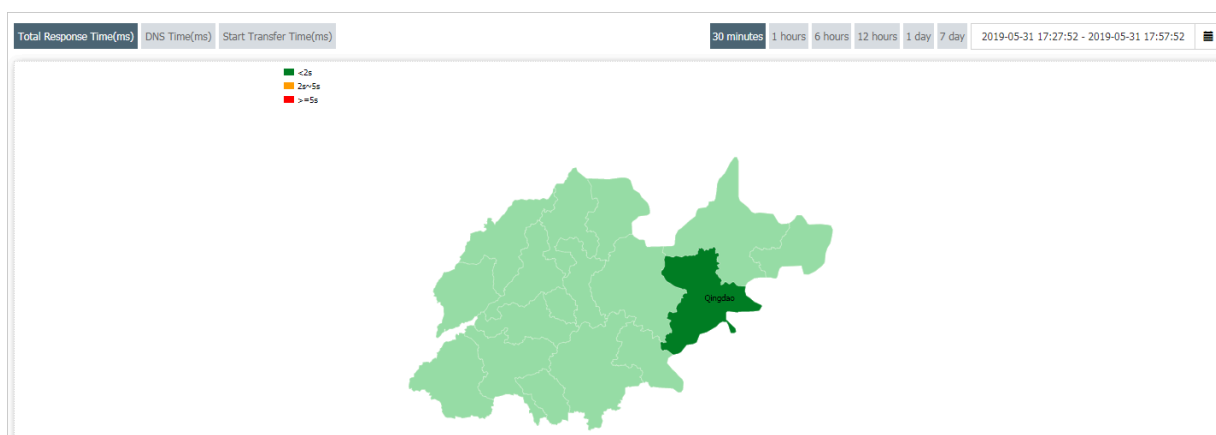 Total Response Time(ms) DNS Time(ms) Start Transfer Time(ms) 30 minutes 1 hours 6 hours 12 hours 1 day 7 day 2019-05-31 17:27:52 - 2019-05-31 17:57:52
<2s
2s~5s
>=5s
Qingdao